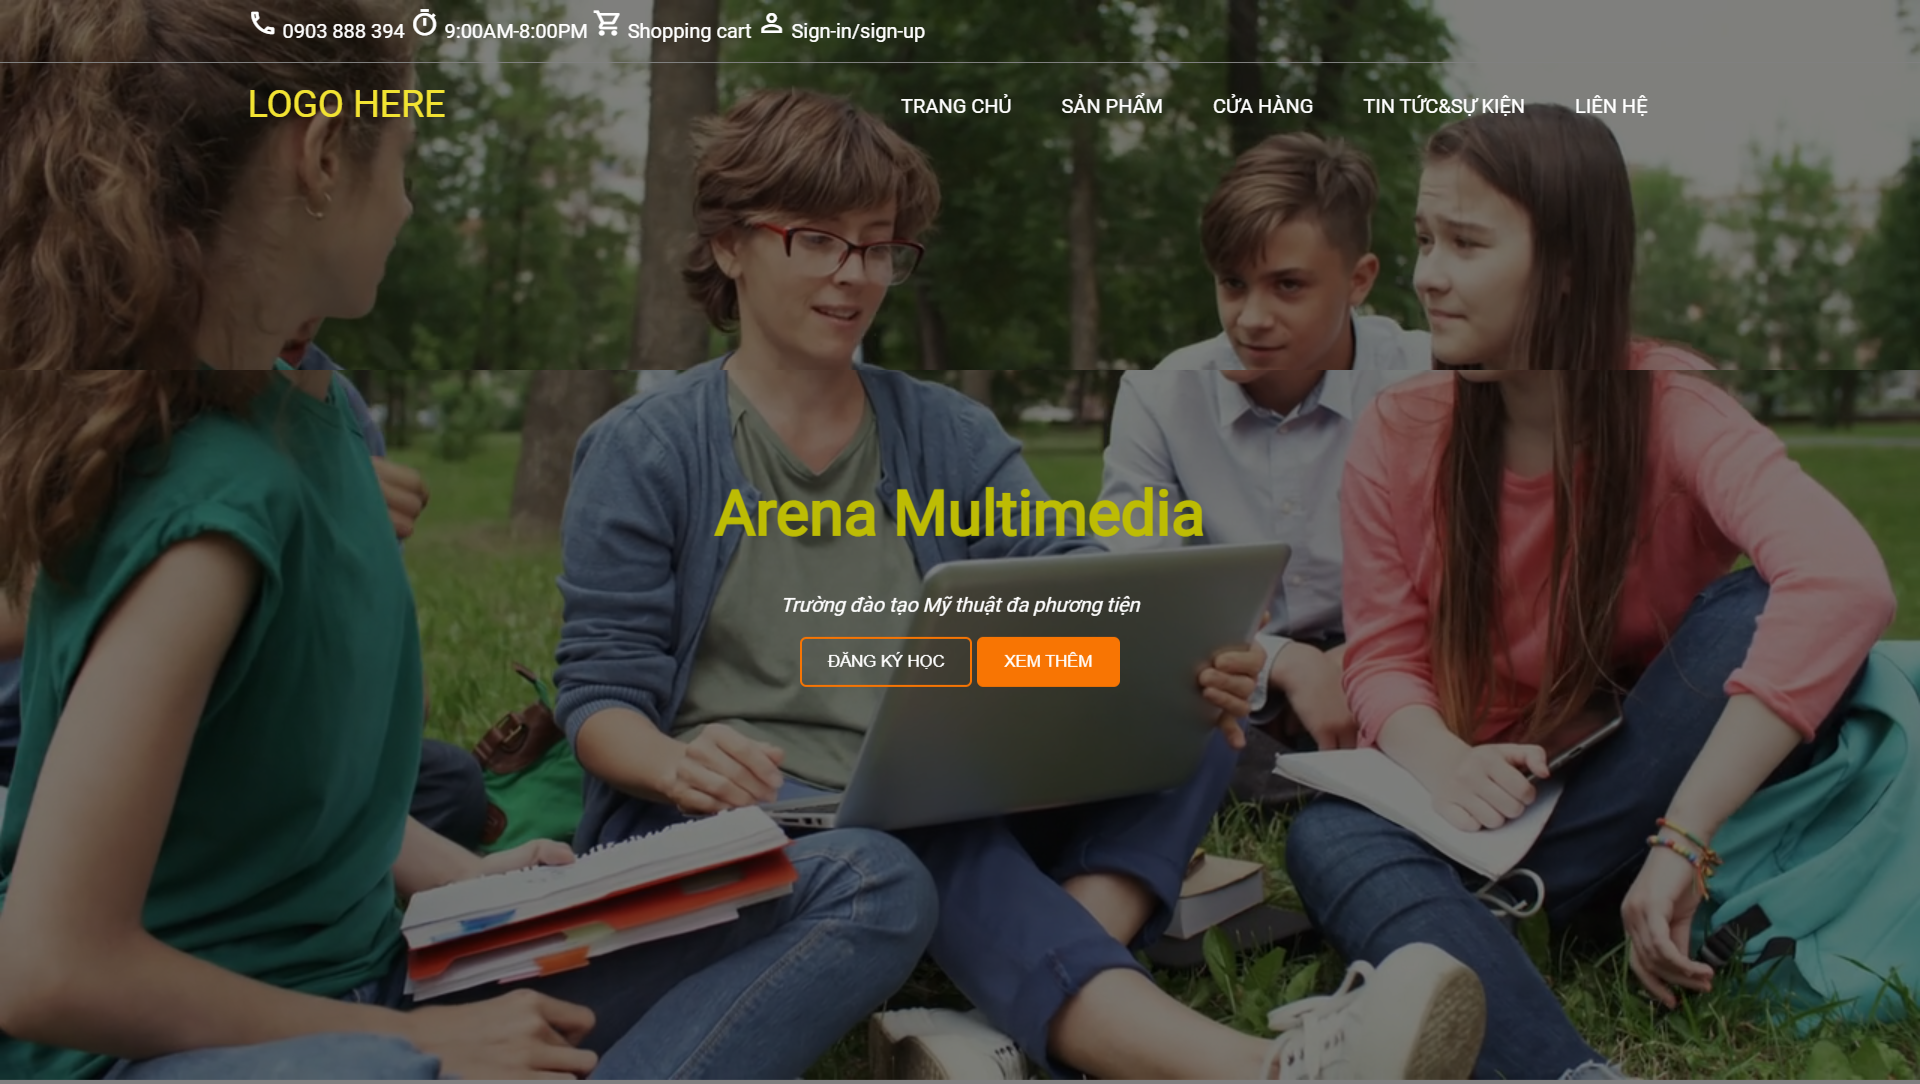 0903 888 394 9:00AM-8:00PM Shopping cart Sign-in/sign-up
LOGO HERE TRANG CHỦ SẢN PHẨM CỬA HÀNG TIN TỨC&SỰ KIỆN LIÊN HỆ
Arena Multimedia
Trường đào tạo Mỹ thuật đa phương tiện
ĐĂNG KÝ HỌC XEM THÊM